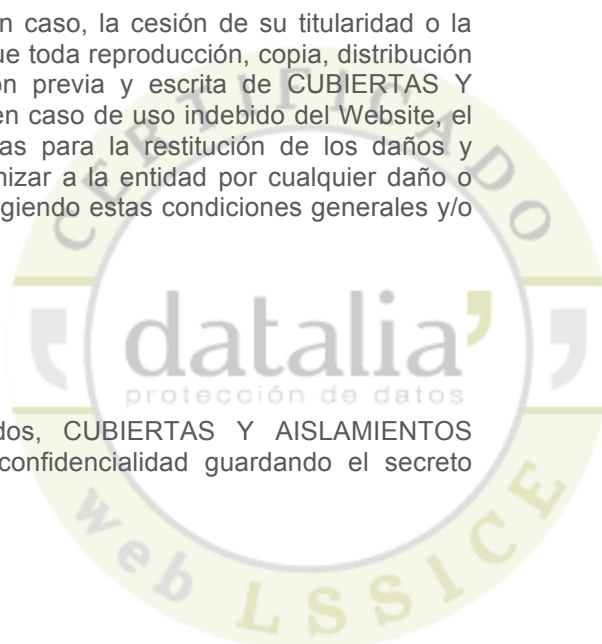 n caso, la cesión de su titularidad o la
ue toda reproducción, copia, distribución
ón previa y escrita de CUBIERTAS Y
en caso de uso indebido del Website, el
as para la restitución de los daños y
nizar a la entidad por cualquier daño o
giendo estas condiciones generales y/o
CERTIFICADO
datalia
protección de datos
dos, CUBIERTAS Y AISLAMIENTOS
confidencialidad guardando el secreto
Web LSSICE